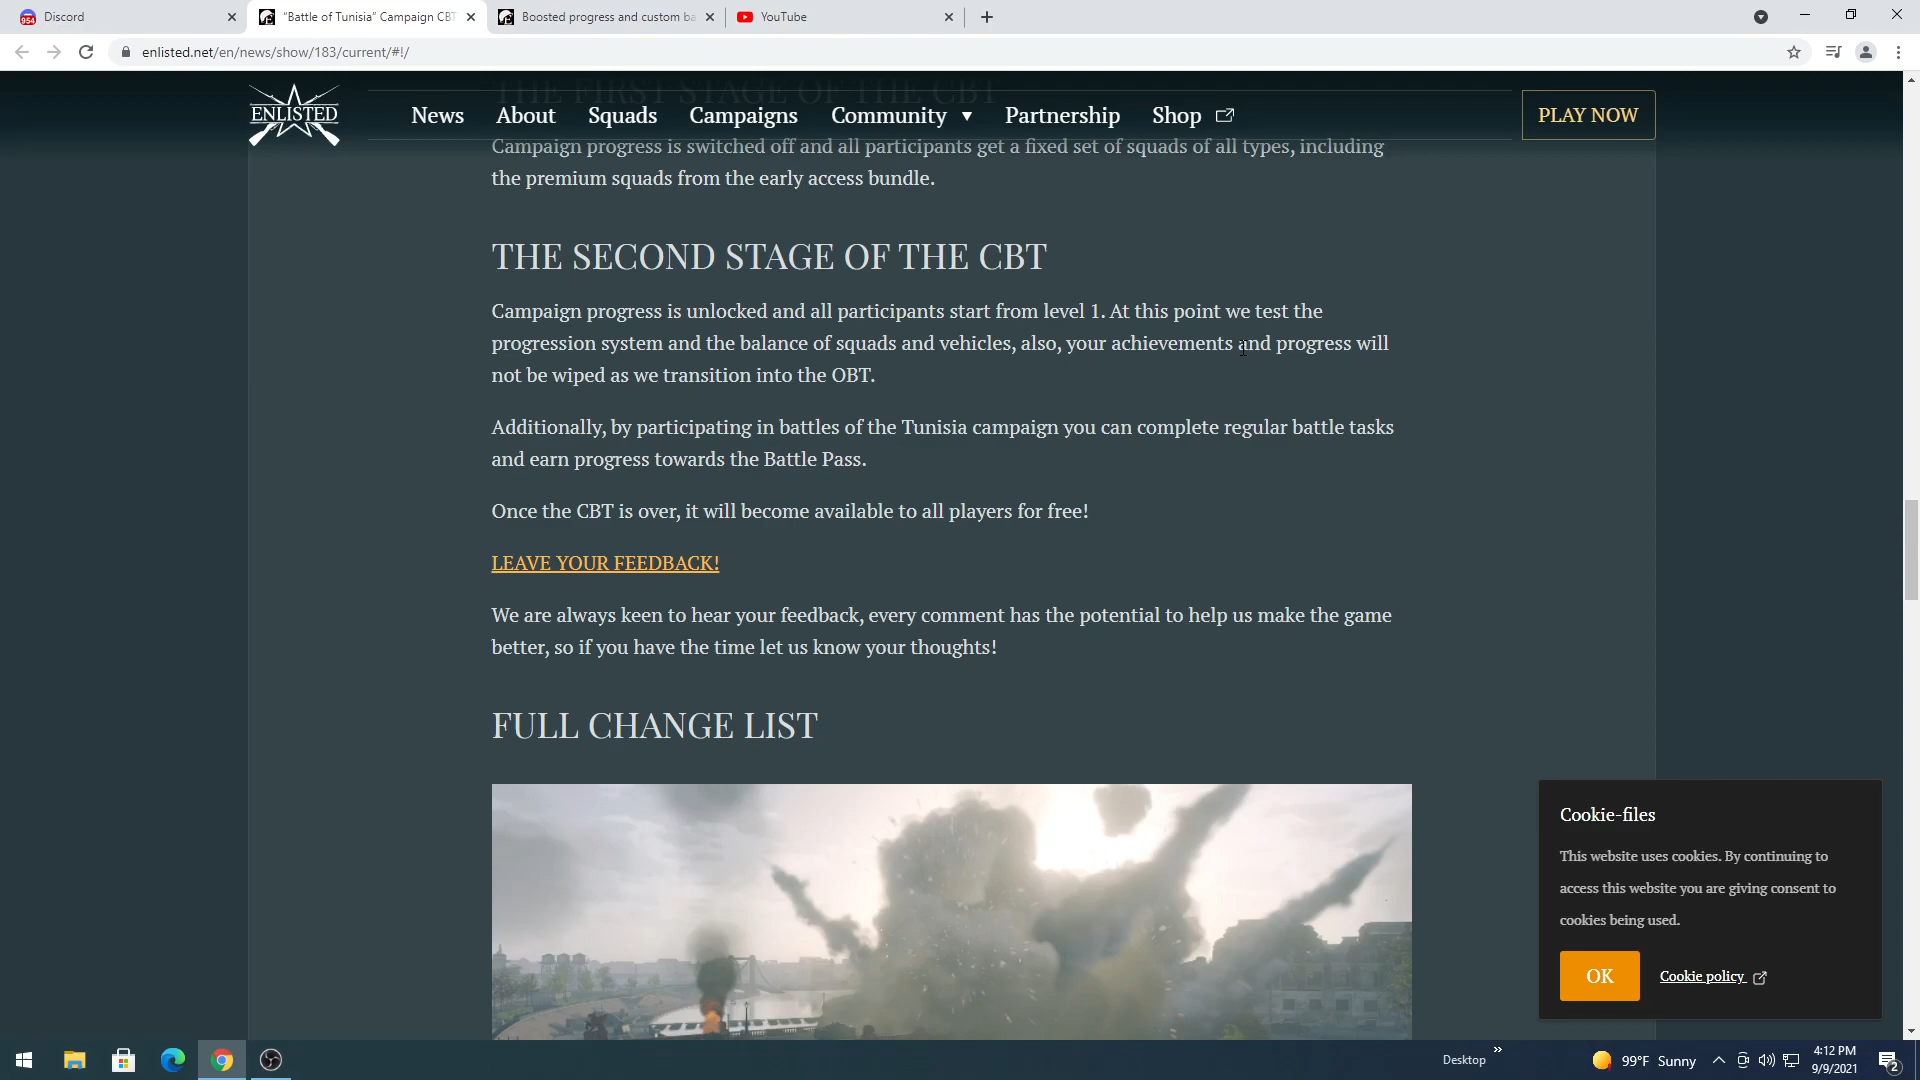 954
Discord
"Battle of Tunisia" Campaign CBT
Boosted progress and custom ba
YouTube
enlisted.net/en/news/show/183/current/#!/
THE FIRST STAGE OF THE CBT
ENLISTED
News
About
Squads
Campaigns
Community
Partnership
Shop
PLAY NOW
Campaign progress is switched off and all participants get a fixed set of squads of all types, including
the premium squads from the early access bundle.
THE SECOND STAGE OF THE CBT
Campaign progress is unlocked and all participants start from level 1. At this point we test the
progression system and the balance of squads and vehicles, also, your achievements and progress will
not be wiped as we transition into the OBT.
Additionally, by participating in battles of the Tunisia campaign you can complete regular battle tasks
and earn progress towards the Battle Pass.
Once the CBT is over, it will become available to all players for free!
LEAVE YOUR FEEDBACK!
We are always keen to hear your feedback, every comment has the potential to help us make the game
better, so if you have the time let us know your thoughts!
FULL CHANGE LIST
Cookie-files
This website uses cookies. By continuing to
access this website you are giving consent to
cookies being used.
OK
Cookie policy
Desktop
99°F Sunny
4:12 PM
9/9/2021
2